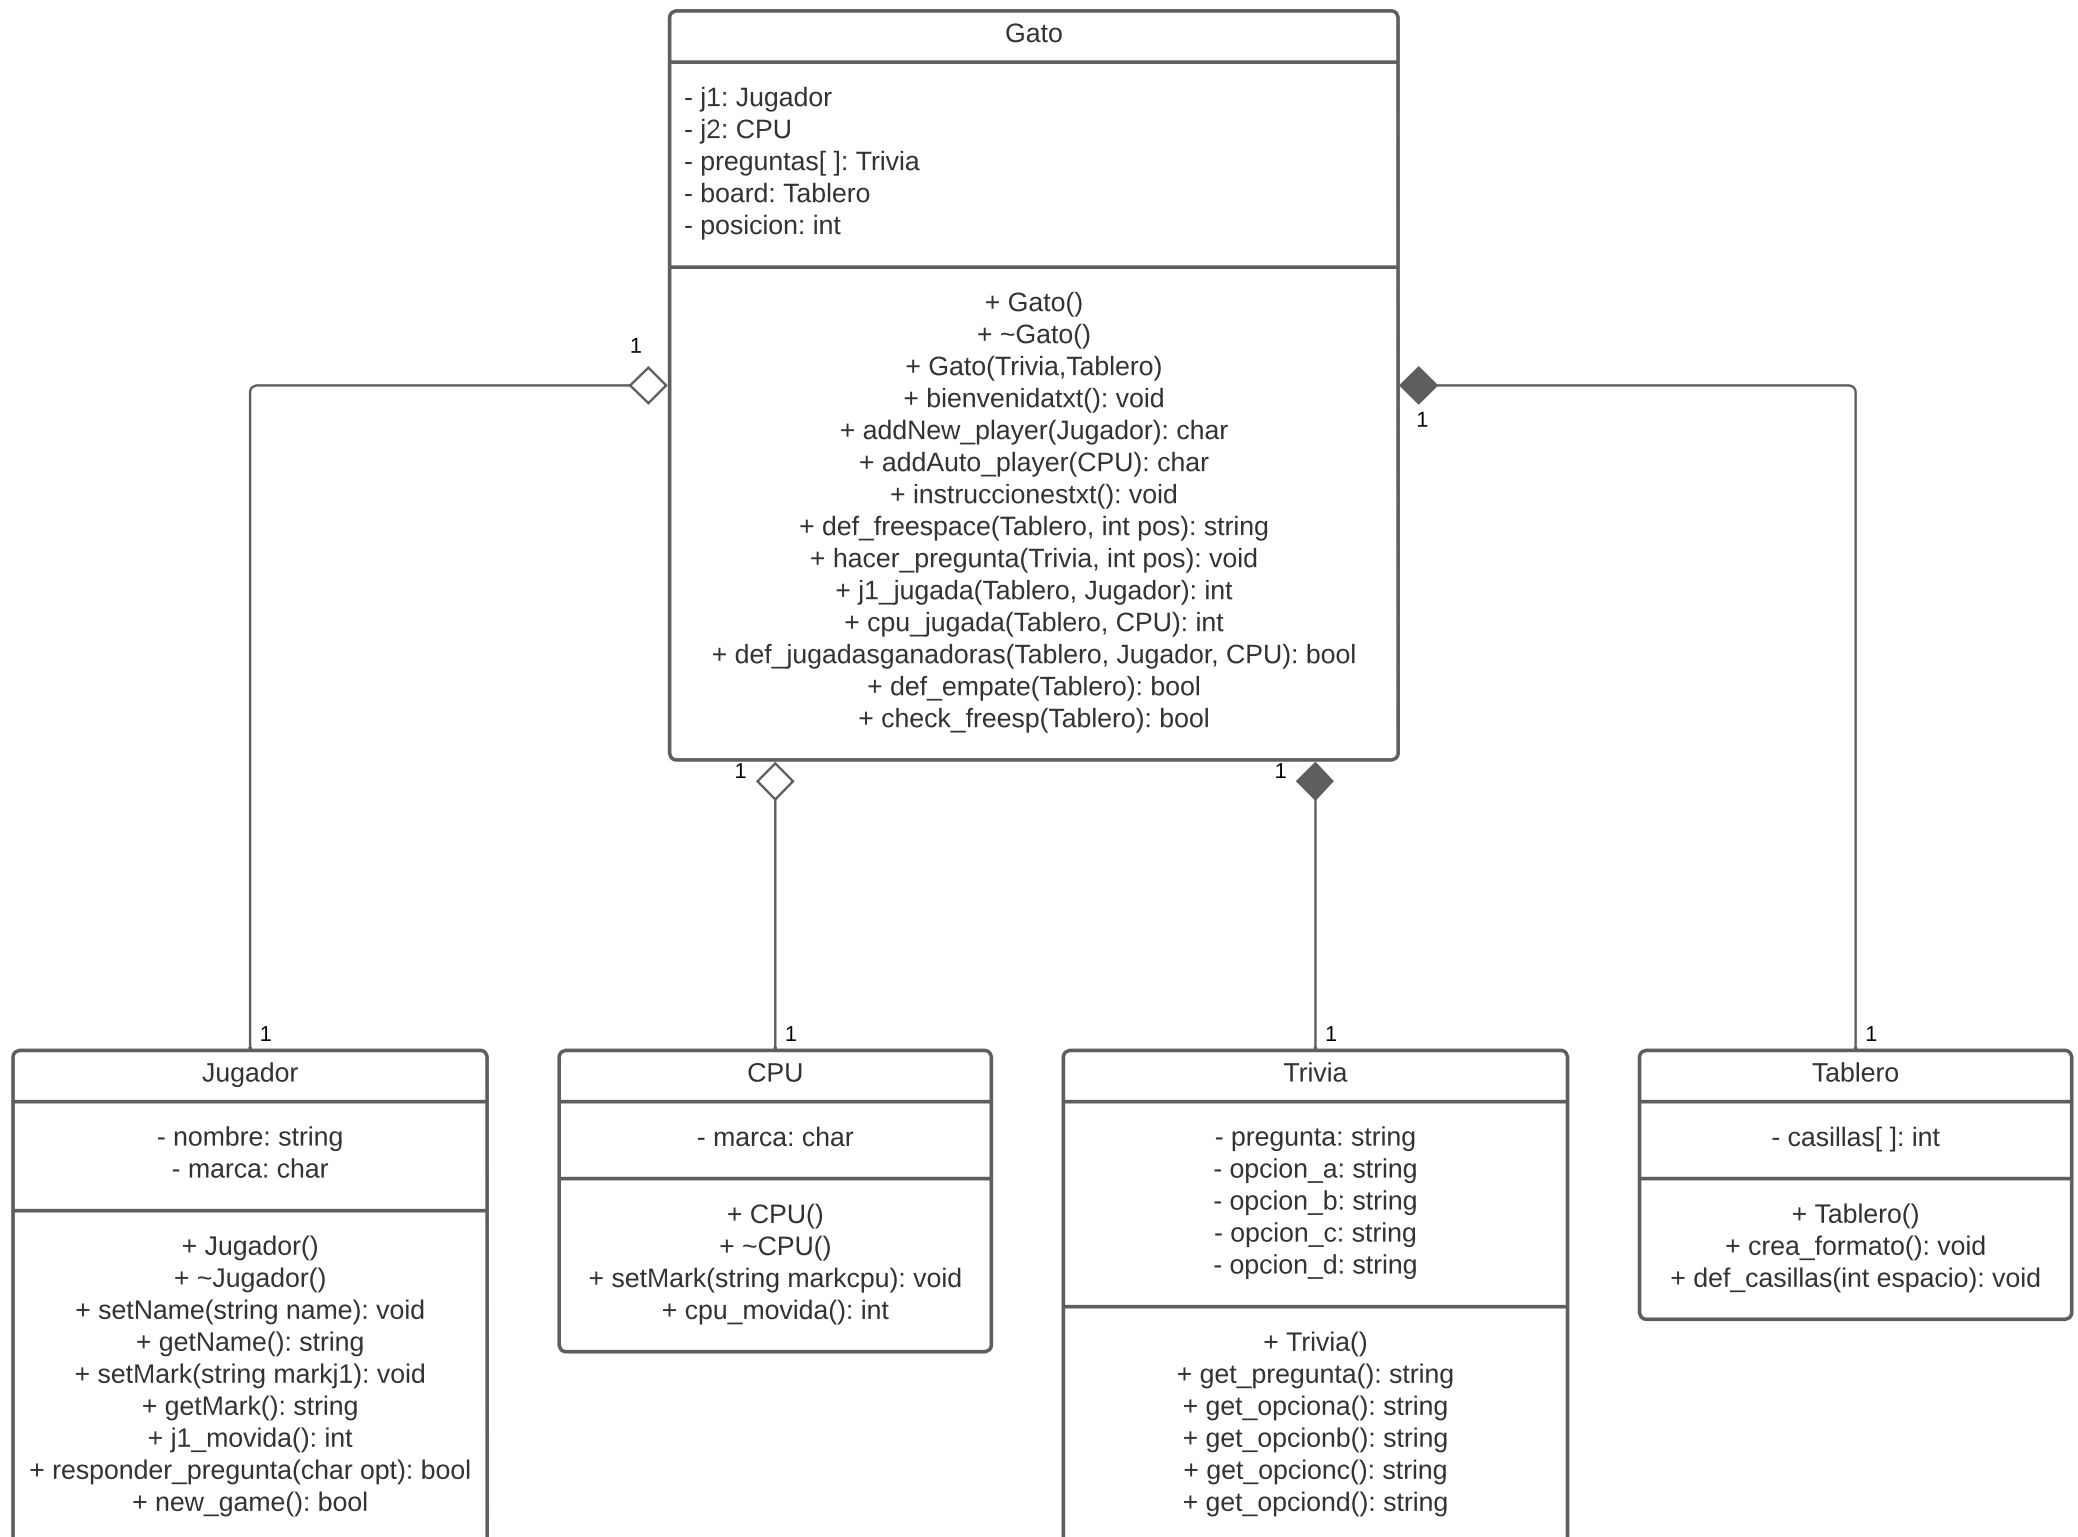 Gato
- j1: Jugador
- j2: CPU
- preguntas[ ]: Trivia
- board: Tablero
- posicion: int
+ Gato()
+ ~Gato()
+ Gato(Trivia,Tablero)
+ bienvenidatxt(): void
+ addNew_player(Jugador): char
+ addAuto_player(CPU): char
+ instruccionestxt(): void
+ def_freespace(Tablero, int pos): string
+ hacer_pregunta(Trivia, int pos): void
+ j1_jugada(Tablero, Jugador): int
+ cpu_jugada(Tablero, CPU): int
+ def_jugadasganadoras(Tablero, Jugador, CPU): bool
+ def_empate(Tablero): bool
+ check_freesp(Tablero): bool
1
1
1
1
1
1
1
1
Jugador
- nombre: string
- marca: char
+ Jugador()
+ ~Jugador()
+ setName(string name): void
+ getName(): string
+ setMark(string markj1): void
+ getMark(): string
+ j1_movida(): int
+ responder_pregunta(char opt): bool
+ new_game(): bool
CPU
- marca: char
+ CPU()
+ ~CPU()
+ setMark(string markcpu): void
+ cpu_movida(): int
Trivia
- pregunta: string
- opcion_a: string
- opcion_b: string
- opcion_c: string
- opcion_d: string
+ Trivia()
+ get_pregunta(): string
+ get_opciona(): string
+ get_opcionb(): string
+ get_opcionc(): string
+ get_opciond(): string
Tablero
- casillas[ ]: int
+ Tablero()
+ crea_formato(): void
+ def_casillas(int espacio): void